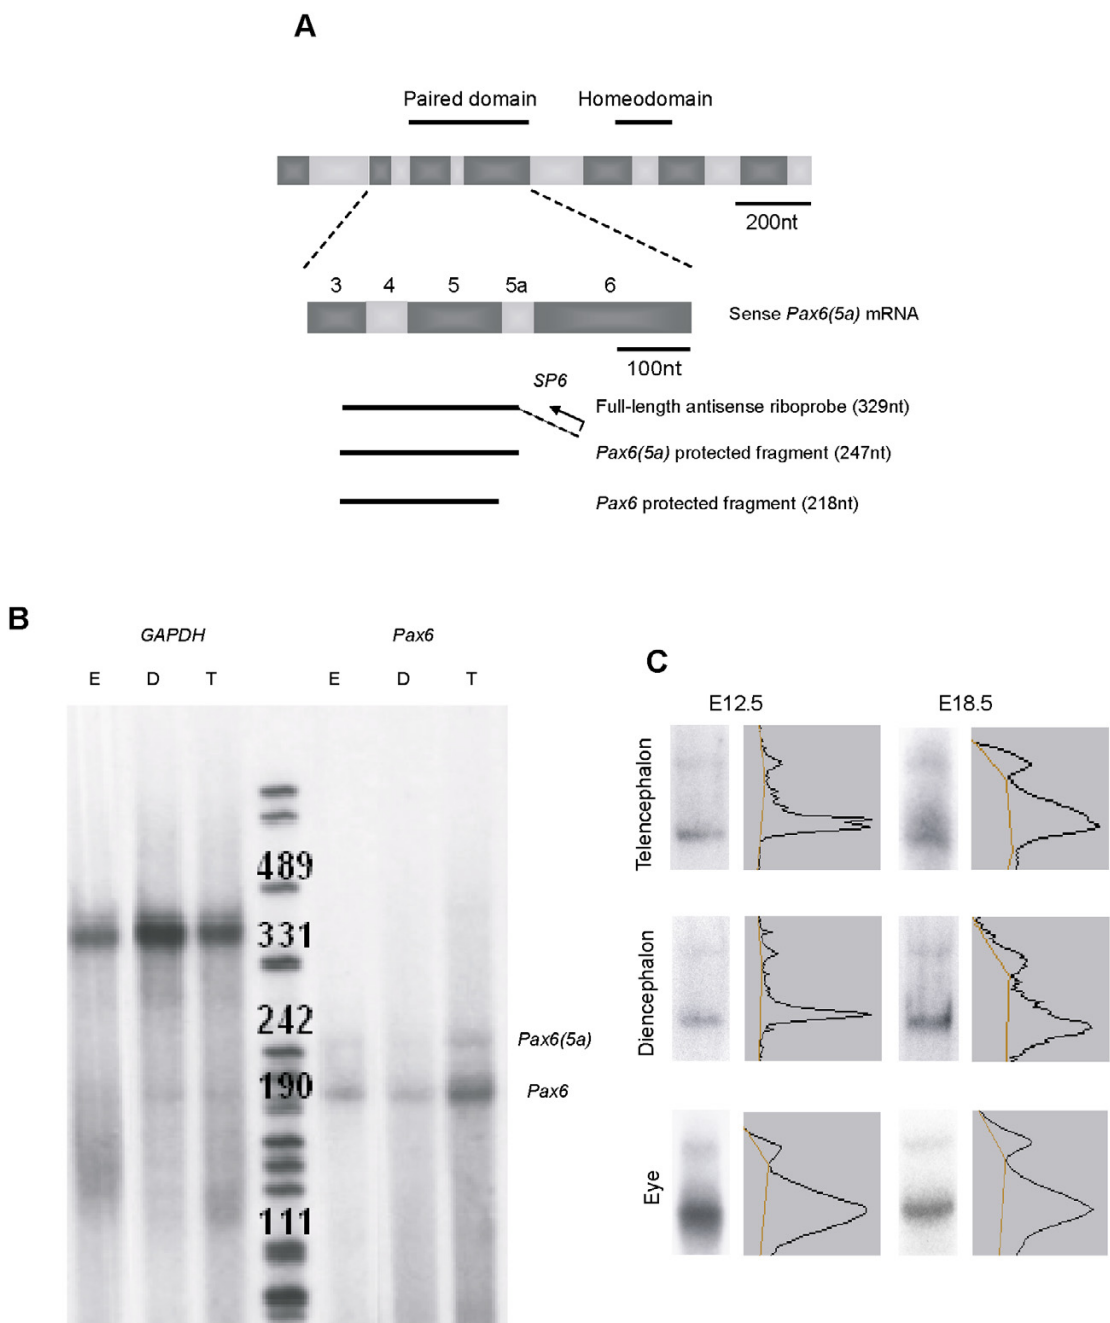 A
Paired domain Homeodomain
200nt
3 4 5 5a 6
Sense Pax6(5a) mRNA
100nt
SP6
Full-length antisense riboprobe (329nt)
Pax6(5a) protected fragment (247nt)
Pax6 protected fragment (218nt)
B
GAPDH Pax6
E D T E D T
489
331
242
190
111
Pax6(5a)
Pax6
C
E12.5 E18.5
Telencephalon
Diencephalon
Eye